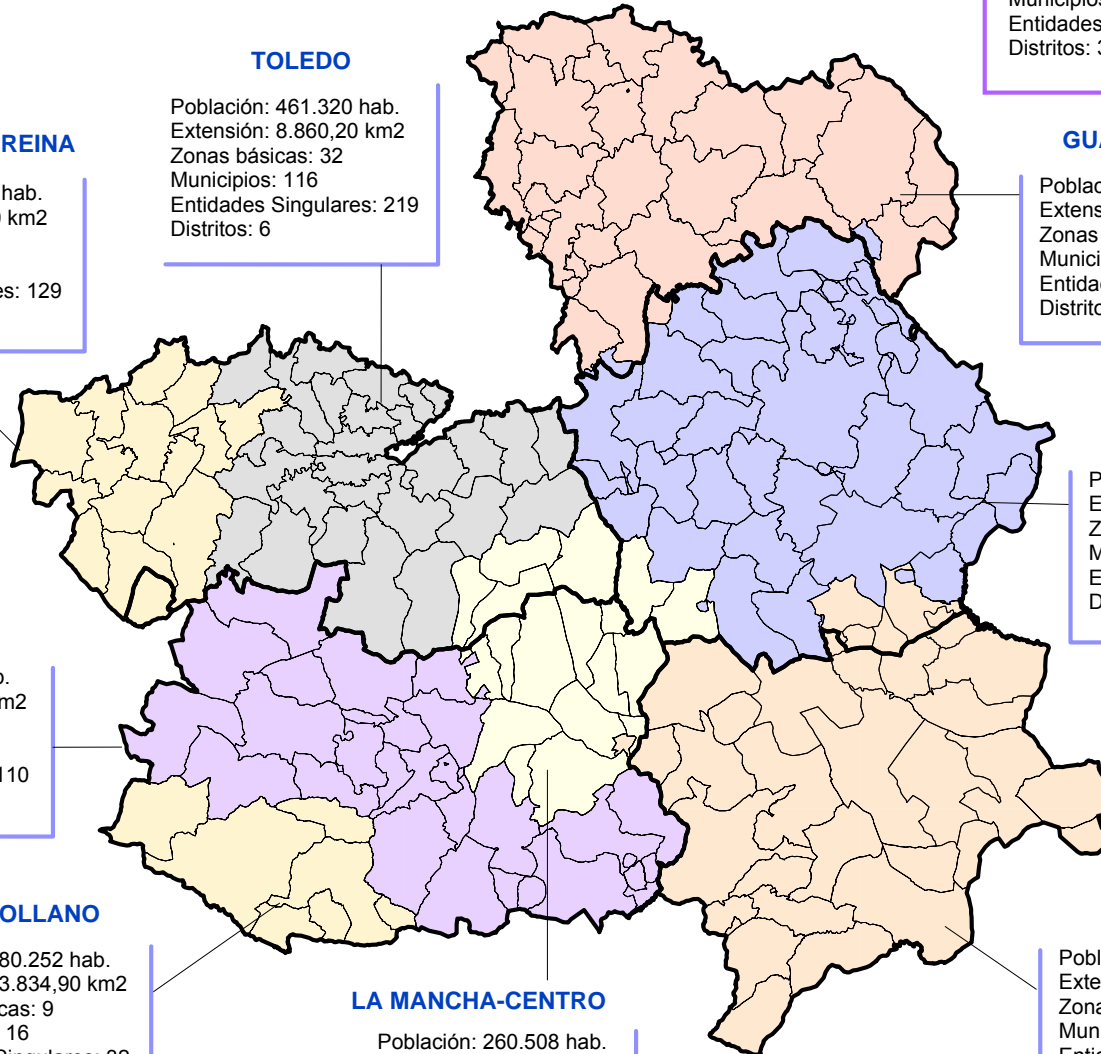 Municipios
Entidades
Distritos: 3
TOLEDO
Población: 461.320 hab.
Extensión: 8.860,20 km2
Zonas básicas: 32
Municipios: 116
Entidades Singulares: 219
Distritos: 6
REINA
hab.
km2
es: 129
GUA
Poblac
Extens
Zonas
Municip
Entidad
Distrito
P
E
Z
M
E
D
b.
m2
110
OLLANO
80.252 hab.
3.834,90 km2
cas: 9
16
LA MANCHA-CENTRO
Población: 260.508 hab.
Pobl
Exte
Zona
Mun